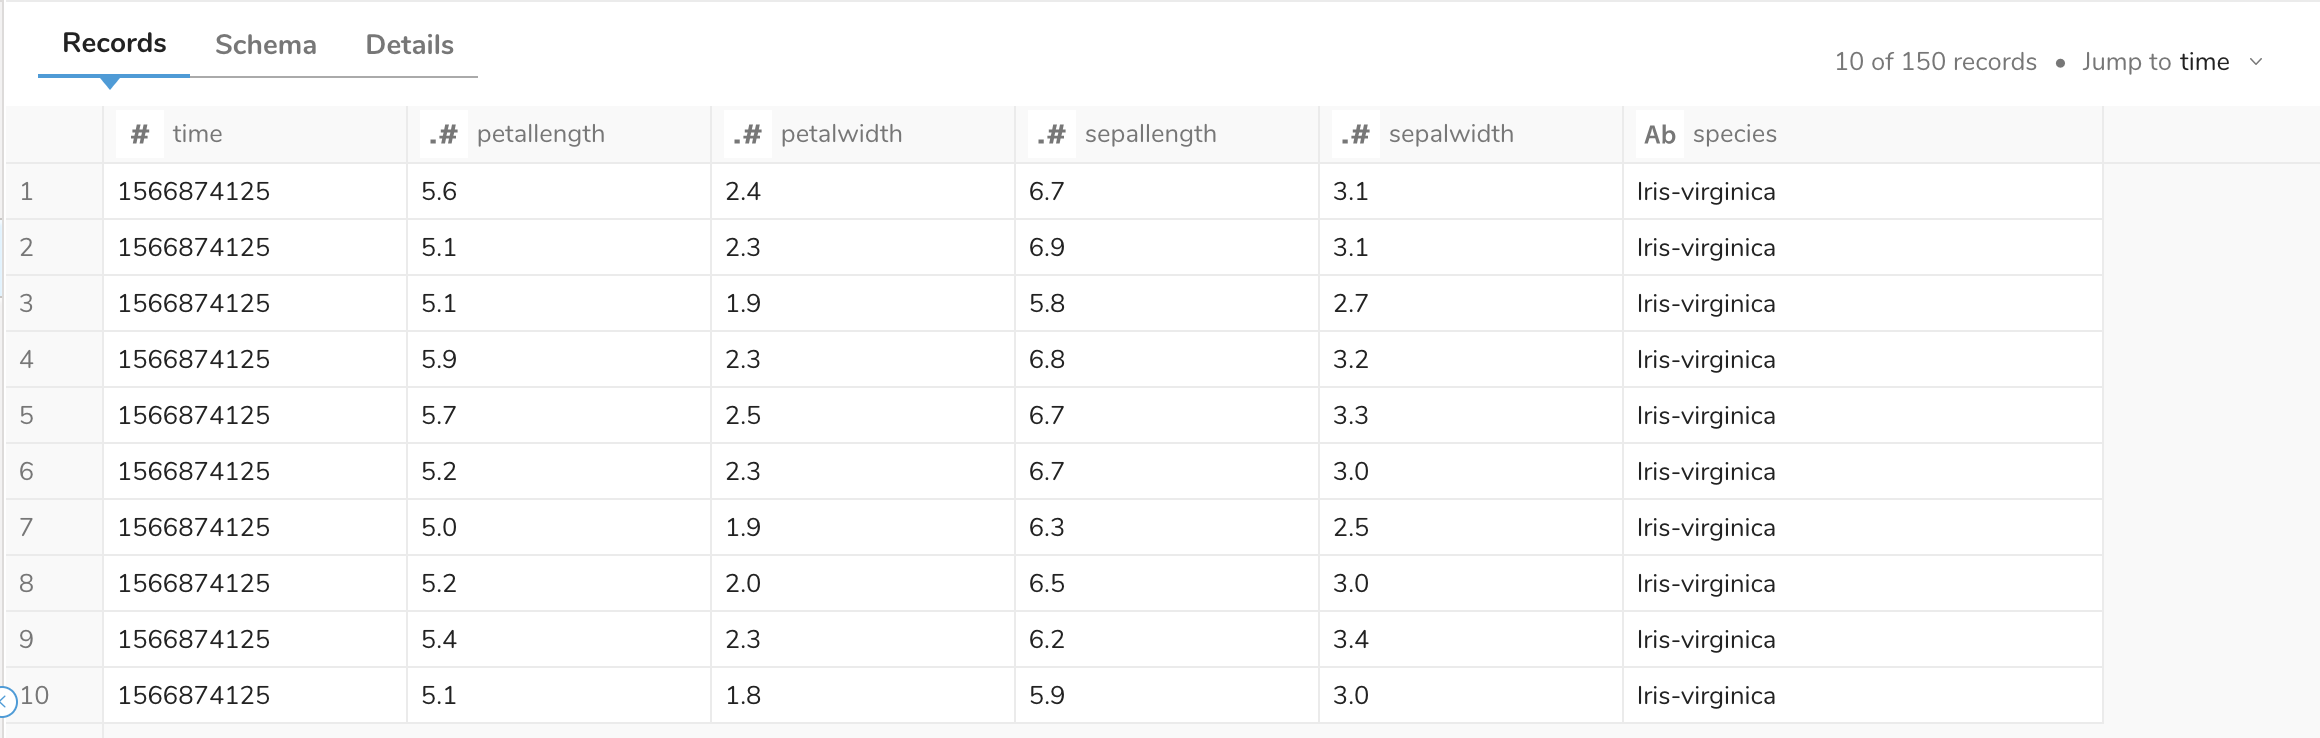 Records Schema Details
10 of 150 records • Jump to time
# time .# petallength .# petalwidth .# sepallength .# sepalwidth Ab species
1 1566874125 5.6 2.4 6.7 3.1 Iris-virginica
2 1566874125 5.1 2.3 6.9 3.1 Iris-virginica
3 1566874125 5.1 1.9 5.8 2.7 Iris-virginica
4 1566874125 5.9 2.3 6.8 3.2 Iris-virginica
5 1566874125 5.7 2.5 6.7 3.3 Iris-virginica
6 1566874125 5.2 2.3 6.7 3.0 Iris-virginica
7 1566874125 5.0 1.9 6.3 2.5 Iris-virginica
8 1566874125 5.2 2.0 6.5 3.0 Iris-virginica
9 1566874125 5.4 2.3 6.2 3.4 Iris-virginica
10 1566874125 5.1 1.8 5.9 3.0 Iris-virginica